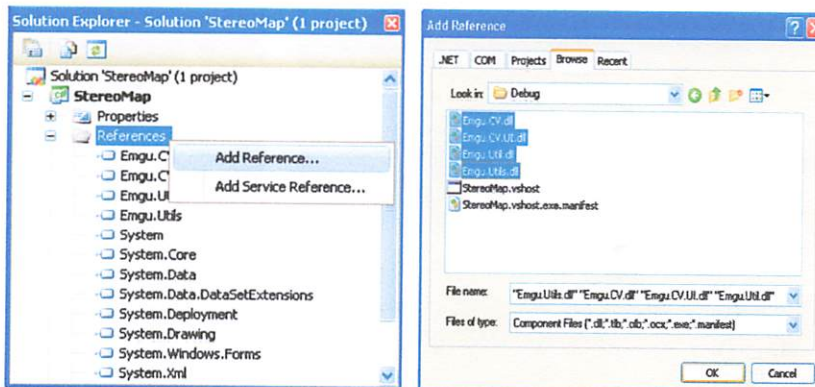 Solution Explorer - Solution 'StereoMap' (1 project)
Solution 'StereoMap' (1 project)
StereoMap
Properties
References
Emgu.C
Add Reference...
Emgu.C
Add Service Reference...
Emgu.U
Emgu.Utils
System
System.Core
System.Data
System.Data.DataSetExtensions
System.Deployment
System.Drawing
System.Windows.Forms
System.Xml
Add Reference
.NET COM Projects Browse Recent
Look in: Debug
Emgu.CV.dll
Emgu.CV.UI.dll
Emgu.Util.dll
Emgu.Utils.dll
StereoMap.vshost
StereoMap.vshost.exe.manifest
File name: "Emgu.Utils.dll" "Emgu.CV.dll" "Emgu.CV.UI.dll" "Emgu.Util.dll"
Files of type: Component Files (*.dll;*.tlb;*.olb;*.ocx;*.exe;*.manifest)
OK Cancel